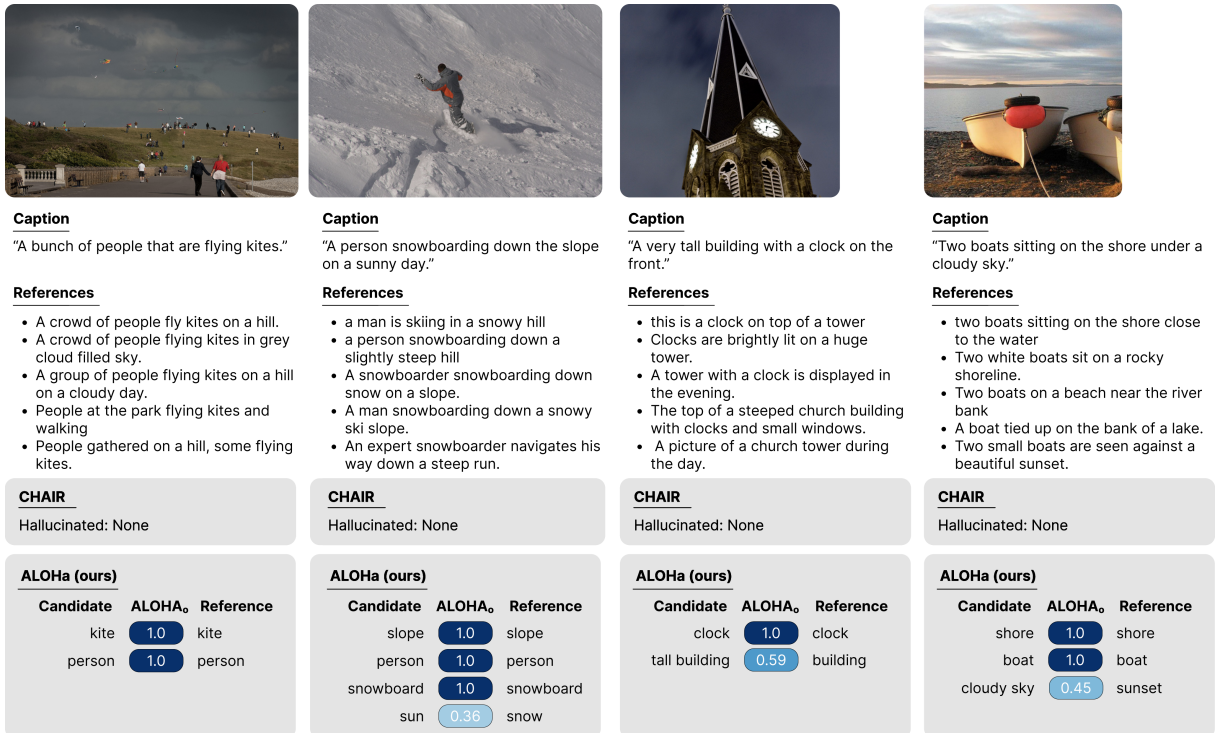 Caption
“A bunch of people that are flying kites.”
References
• A crowd of people fly kites on a hill.
• A crowd of people flying kites in grey
cloud filled sky.
• A group of people flying kites on a hill
on a cloudy day.
• People at the park flying kites and
walking
• People gathered on a hill, some flying
kites.
CHAIR
Hallucinated: None
ALOHa (ours)
Candidate ALOHAo Reference
kite 1.0 kite
person 1.0 person
Caption
“A person snowboarding down the slope
on a sunny day.”
References
• a man is skiing in a snowy hill
• a person snowboarding down a
slightly steep hill
• A snowboarder snowboarding down
snow on a slope.
• A man snowboarding down a snowy
ski slope.
• An expert snowboarder navigates his
way down a steep run.
CHAIR
Hallucinated: None
ALOHa (ours)
Candidate ALOHAo Reference
slope 1.0 slope
person 1.0 person
snowboard 1.0 snowboard
sun 0.36 snow
Caption
“A very tall building with a clock on the
front.”
References
• this is a clock on top of a tower
• Clocks are brightly lit on a huge
tower.
• A tower with a clock is displayed in
the evening.
• The top of a steeped church building
with clocks and small windows.
• A picture of a church tower during
the day.
CHAIR
Hallucinated: None
ALOHa (ours)
Candidate ALOHAo Reference
clock 1.0 clock
tall building 0.59 building
Caption
“Two boats sitting on the shore under a
cloudy sky.”
References
• two boats sitting on the shore close
to the water
• Two white boats sit on a rocky
shoreline.
• Two boats on a beach near the river
bank
• A boat tied up on the bank of a lake.
• Two small boats are seen against a
beautiful sunset.
CHAIR
Hallucinated: None
ALOHa (ours)
Candidate ALOHAo Reference
shore 1.0 shore
boat 1.0 boat
cloudy sky 0.45 sunset